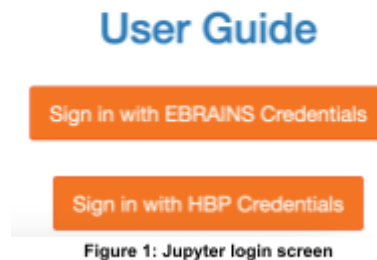 User Guide
Sign in with EBRAINS Credentials
Sign in with HBP Credentials
Figure 1: Jupyter login screen